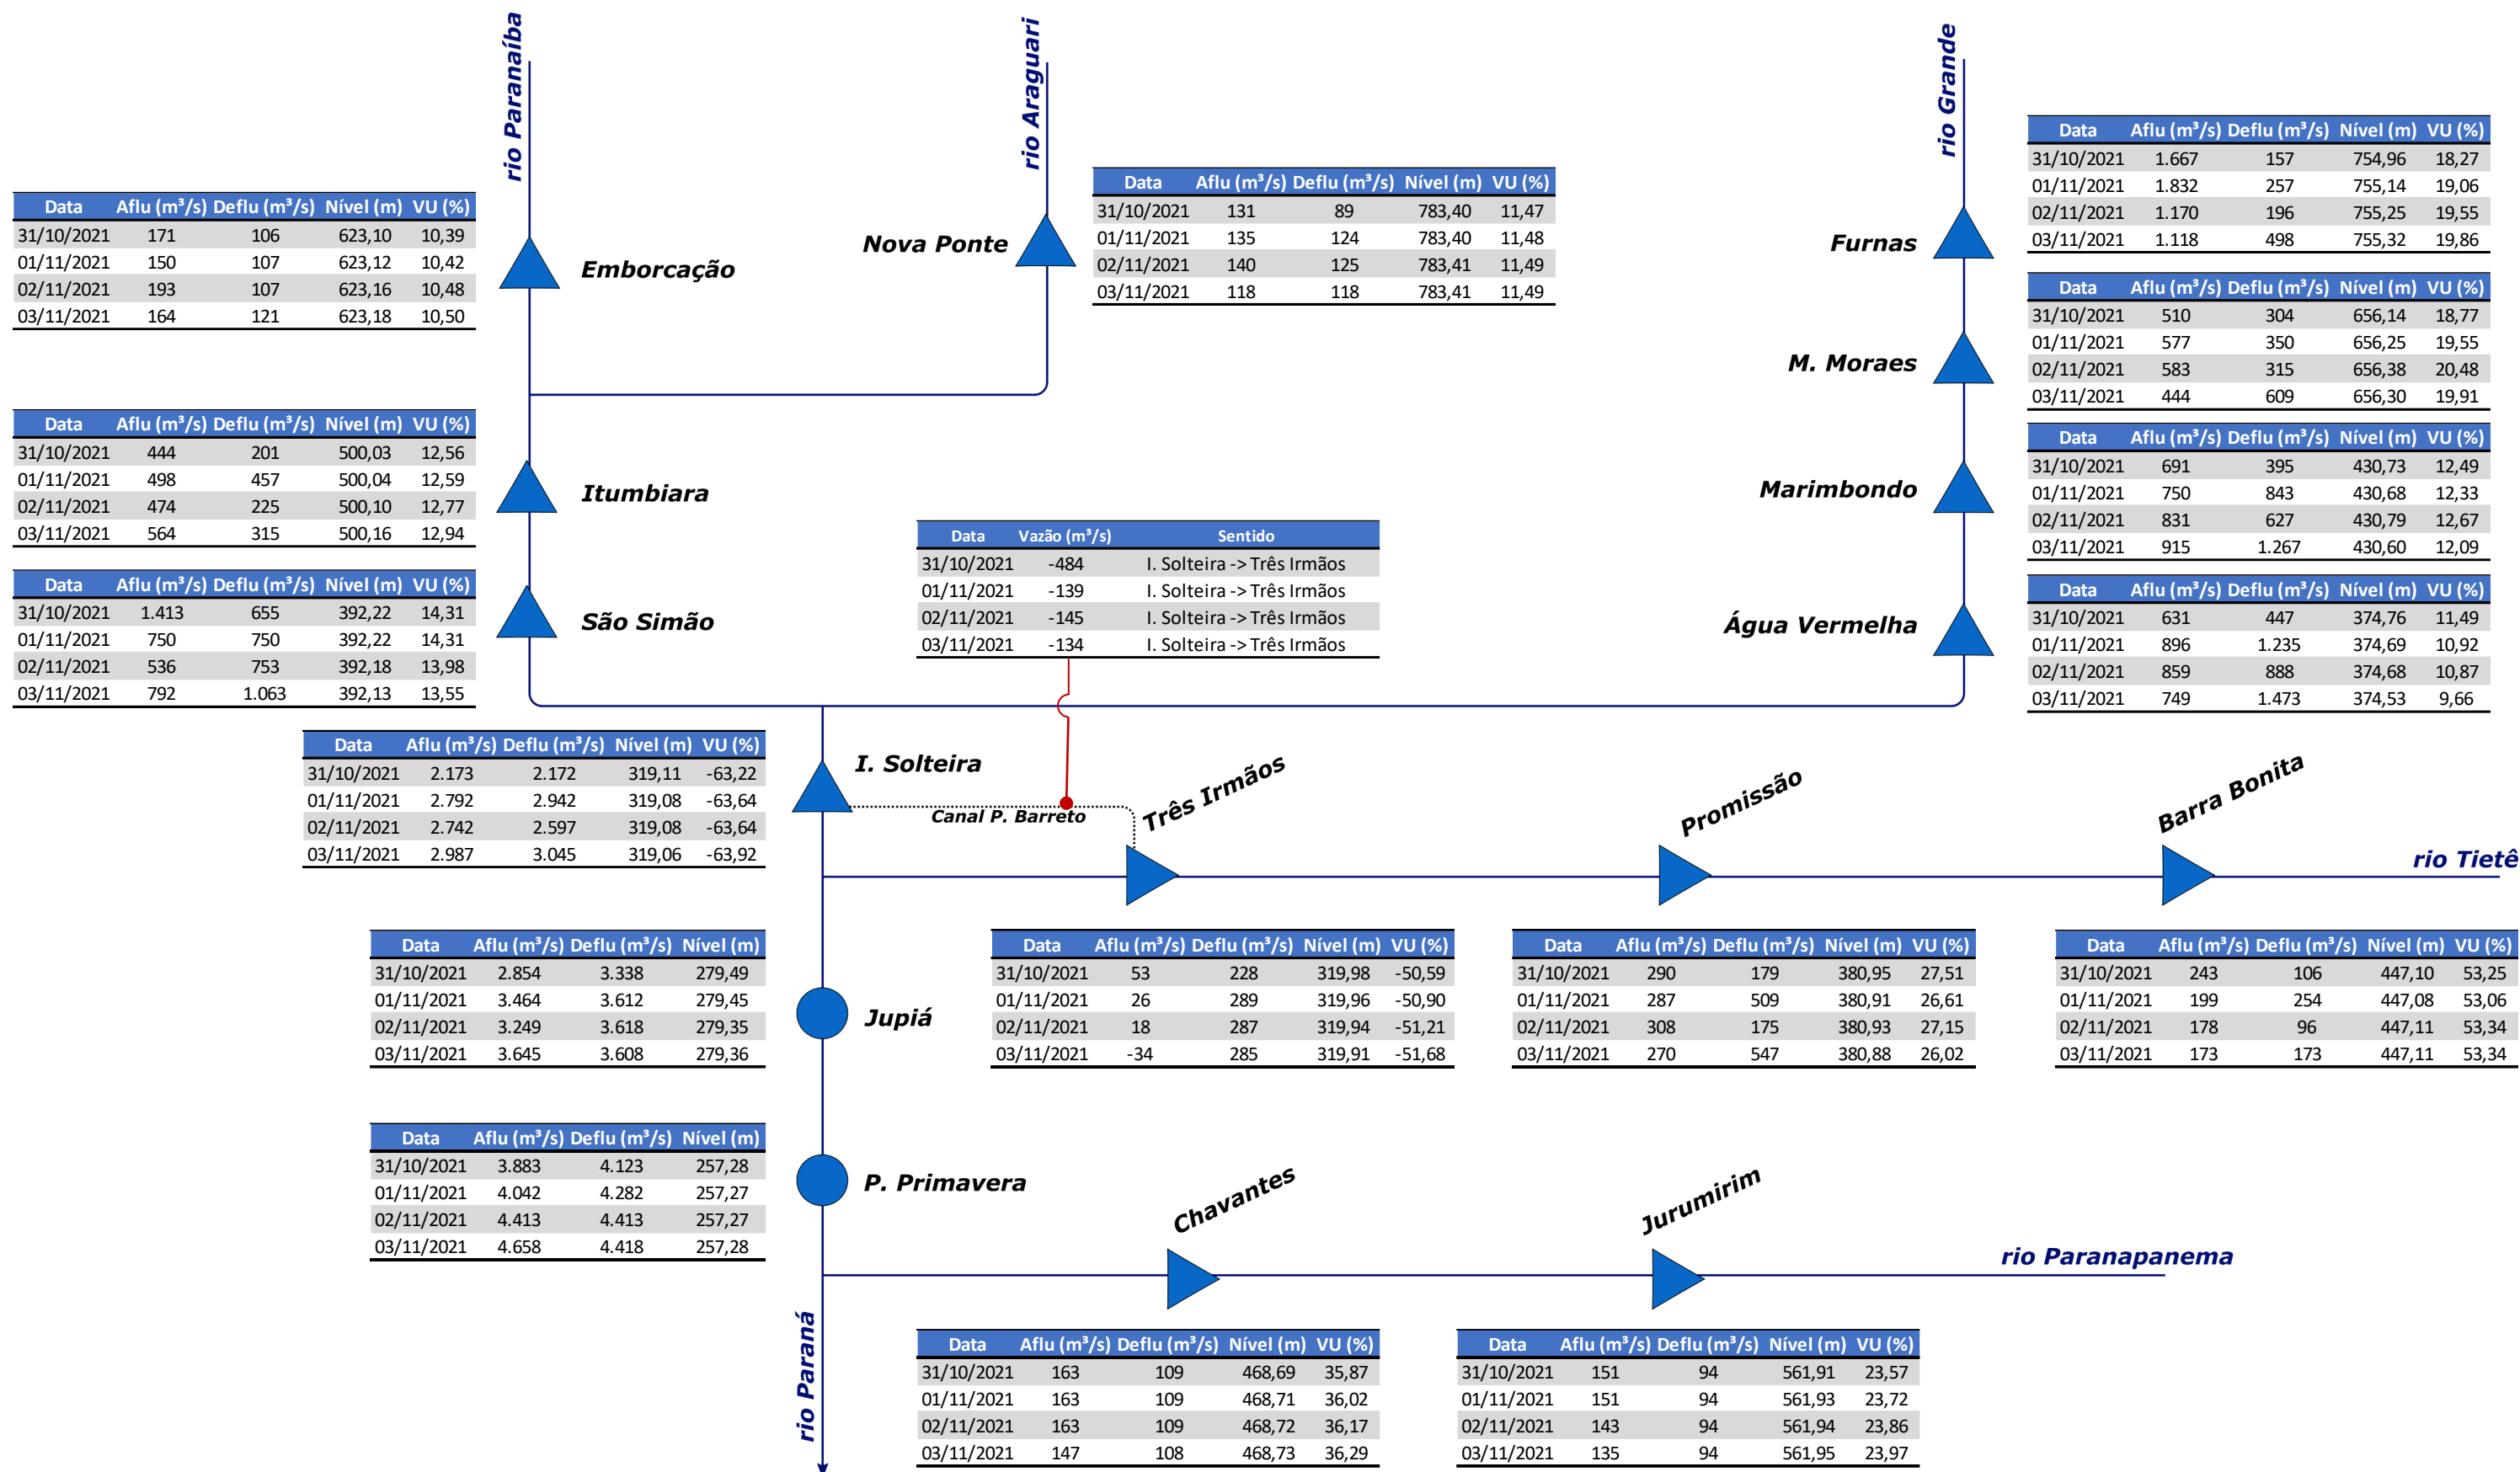 rio Paranaíba
rio Araguari
rio Grande
Data Aflu (m³/s) Deflu (m³/s) Nível (m) VU (%)
31/10/2021 1.667 157 754,96 18,27
01/11/2021 1.832 257 755,14 19,06
02/11/2021 1.170 196 755,25 19,55
03/11/2021 1.118 498 755,32 19,86
Furnas
Data Aflu (m³/s) Deflu (m³/s) Nível (m) VU (%)
31/10/2021 131 89 783,40 11,47
01/11/2021 135 124 783,40 11,48
02/11/2021 140 125 783,41 11,49
03/11/2021 118 118 783,41 11,49
Nova Ponte
Data Aflu (m³/s) Deflu (m³/s) Nível (m) VU (%)
31/10/2021 171 106 623,10 10,39
01/11/2021 150 107 623,12 10,42
02/11/2021 193 107 623,16 10,48
03/11/2021 164 121 623,18 10,50
Emborcação
Data Aflu (m³/s) Deflu (m³/s) Nível (m) VU (%)
31/10/2021 510 304 656,14 18,77
01/11/2021 577 350 656,25 19,55
02/11/2021 583 315 656,38 20,48
03/11/2021 444 609 656,30 19,91
M. Moraes
Data Aflu (m³/s) Deflu (m³/s) Nível (m) VU (%)
31/10/2021 444 201 500,03 12,56
01/11/2021 498 457 500,04 12,59
02/11/2021 474 225 500,10 12,77
03/11/2021 564 315 500,16 12,94
Itumbiara
Data Aflu (m³/s) Deflu (m³/s) Nível (m) VU (%)
31/10/2021 691 395 430,73 12,49
01/11/2021 750 843 430,68 12,33
02/11/2021 831 627 430,79 12,67
03/11/2021 915 1.267 430,60 12,09
Marimbondo
Data Vazão (m³/s) Sentido
31/10/2021 -484 I. Solteira -> Três Irmãos
01/11/2021 -139 I. Solteira -> Três Irmãos
02/11/2021 -145 I. Solteira -> Três Irmãos
03/11/2021 -134 I. Solteira -> Três Irmãos
Data Aflu (m³/s) Deflu (m³/s) Nível (m) VU (%)
31/10/2021 1.413 655 392,22 14,31
01/11/2021 750 750 392,22 14,31
02/11/2021 536 753 392,18 13,98
03/11/2021 792 1.063 392,13 13,55
São Simão
Data Aflu (m³/s) Deflu (m³/s) Nível (m) VU (%)
31/10/2021 631 447 374,76 11,49
01/11/2021 896 1.235 374,69 10,92
02/11/2021 859 888 374,68 10,87
03/11/2021 749 1.473 374,53 9,66
Água Vermelha
Data Aflu (m³/s) Deflu (m³/s) Nível (m) VU (%)
31/10/2021 2.173 2.172 319,11 -63,22
01/11/2021 2.792 2.942 319,08 -63,64
02/11/2021 2.742 2.597 319,08 -63,64
03/11/2021 2.987 3.045 319,06 -63,92
I. Solteira
Canal P. Barreto
Três Irmãos
Promissão
Barra Bonita
rio Tietê
Data Aflu (m³/s) Deflu (m³/s) Nível (m)
31/10/2021 2.854 3.338 279,49
01/11/2021 3.464 3.612 279,45
02/11/2021 3.249 3.618 279,35
03/11/2021 3.645 3.608 279,36
Jupiá
Data Aflu (m³/s) Deflu (m³/s) Nível (m) VU (%)
31/10/2021 53 228 319,98 -50,59
01/11/2021 26 289 319,96 -50,90
02/11/2021 18 287 319,94 -51,21
03/11/2021 -34 285 319,91 -51,68
Data Aflu (m³/s) Deflu (m³/s) Nível (m) VU (%)
31/10/2021 290 179 380,95 27,51
01/11/2021 287 509 380,91 26,61
02/11/2021 308 175 380,93 27,15
03/11/2021 270 547 380,88 26,02
Data Aflu (m³/s) Deflu (m³/s) Nível (m) VU (%)
31/10/2021 243 106 447,10 53,25
01/11/2021 199 254 447,08 53,06
02/11/2021 178 96 447,11 53,34
03/11/2021 173 173 447,11 53,34
Data Aflu (m³/s) Deflu (m³/s) Nível (m)
31/10/2021 3.883 4.123 257,28
01/11/2021 4.042 4.282 257,27
02/11/2021 4.413 4.413 257,27
03/11/2021 4.658 4.418 257,28
P. Primavera
Chavantes
Jurumirim
rio Paranapanema
rio Paraná
Data Aflu (m³/s) Deflu (m³/s) Nível (m) VU (%)
31/10/2021 163 109 468,69 35,87
01/11/2021 163 109 468,71 36,02
02/11/2021 163 109 468,72 36,17
03/11/2021 147 108 468,73 36,29
Data Aflu (m³/s) Deflu (m³/s) Nível (m) VU (%)
31/10/2021 151 94 561,91 23,57
01/11/2021 151 94 561,93 23,72
02/11/2021 143 94 561,94 23,86
03/11/2021 135 94 561,95 23,97